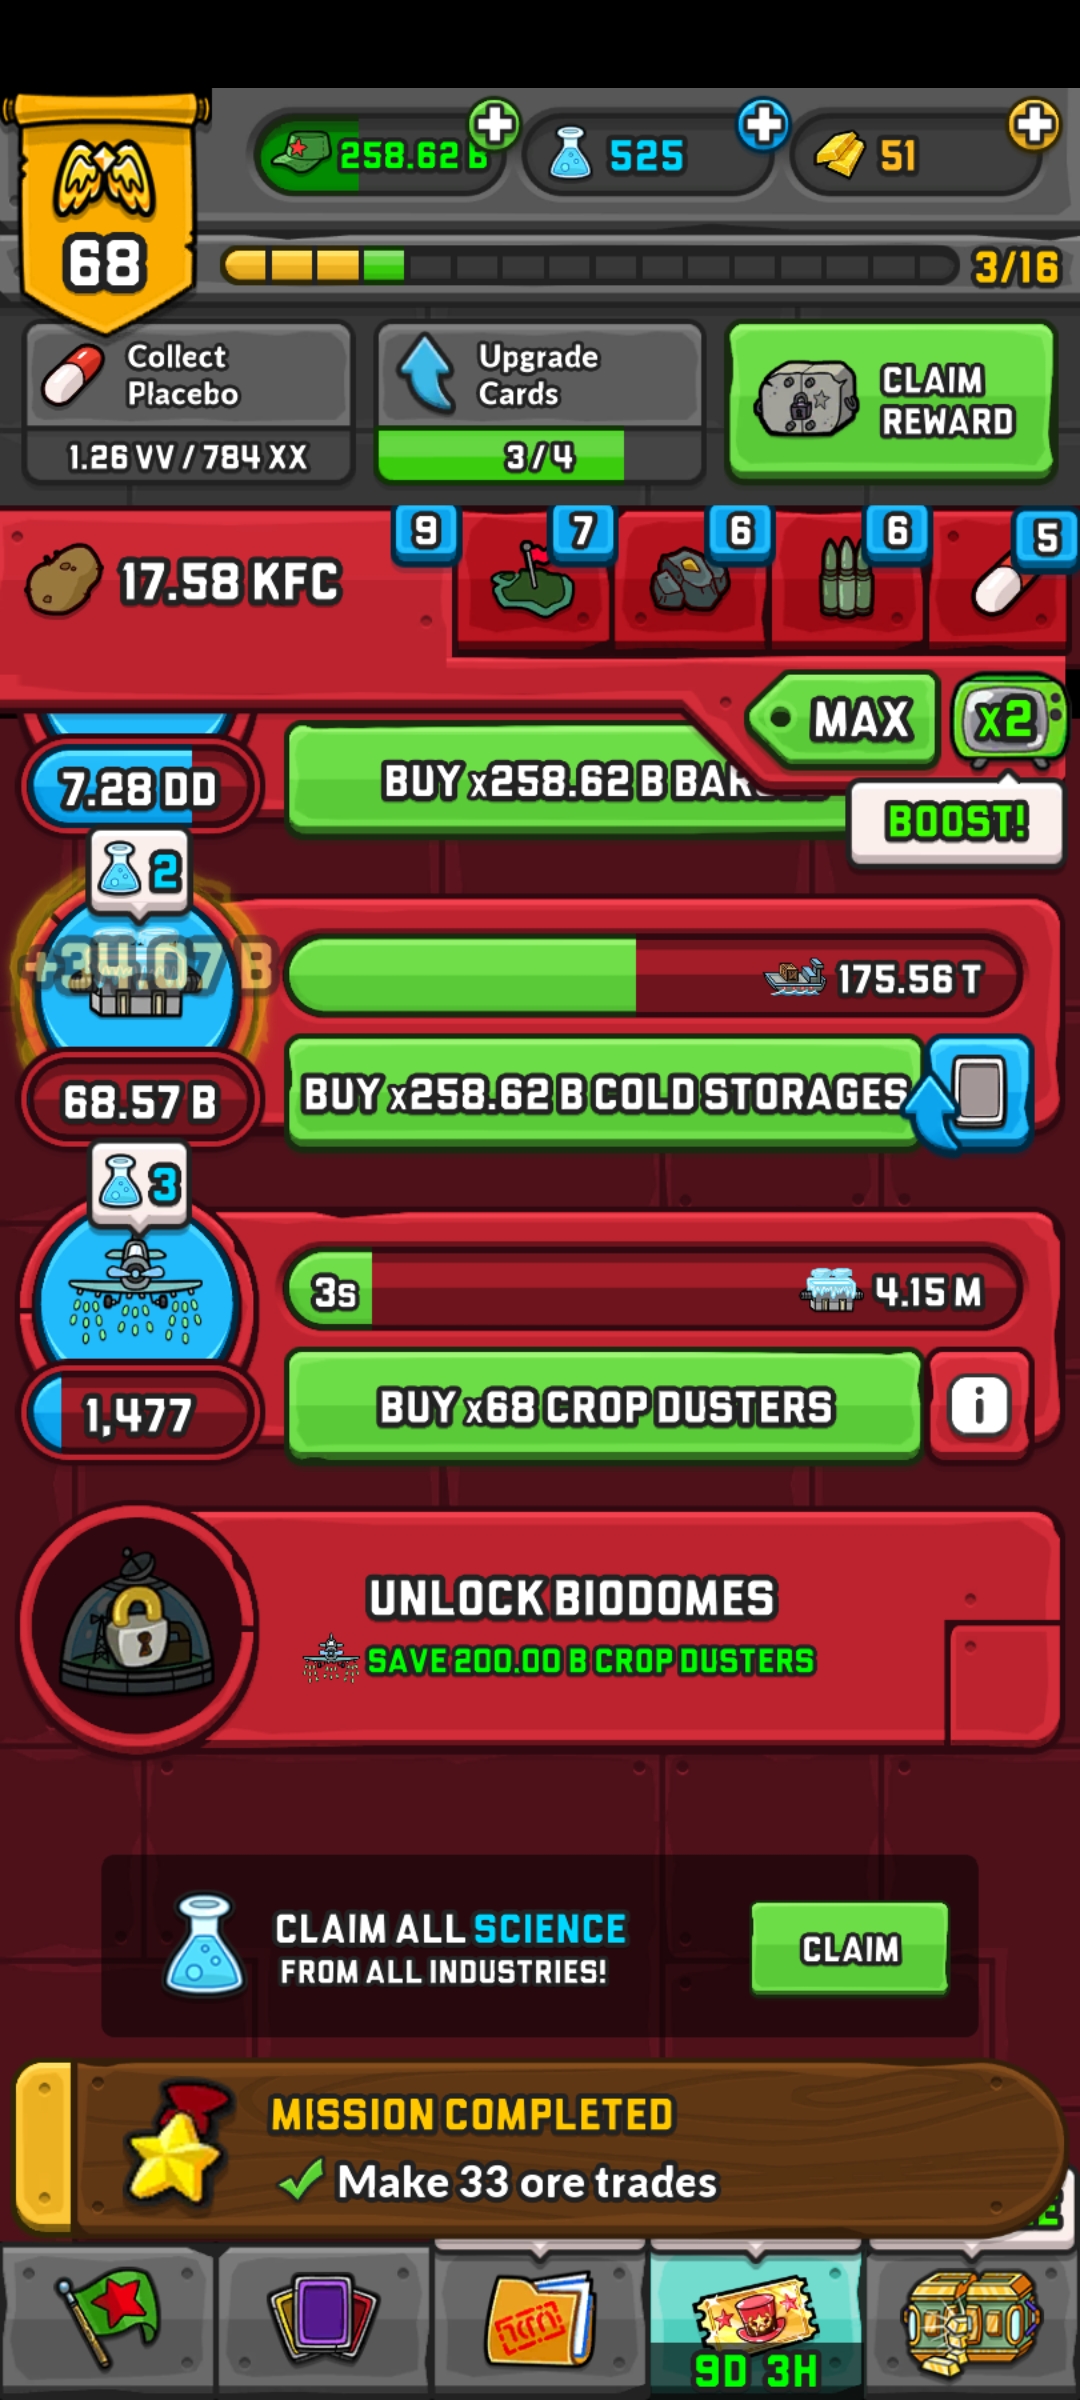 258.62 B
525
51
68
3/16
Collect
Placebo
1.26 VV / 784 XX
Upgrade
Cards
3 / 4
CLAIM
REWARD
17.58 KFC
9
7
6
6
5
MAX
x2
BOOST!
7.28 DD
BUY x258.62 B
2
+34.07 B
175.56 T
68.57 B
BUY x258.62 B COLD STORAGES
3
3s
4.15 M
1,477
BUY x68 CROP DUSTERS
i
UNLOCK BIODOMES
SAVE 200.00 B CROP DUSTERS
CLAIM ALL SCIENCE
FROM ALL INDUSTRIES!
CLAIM
MISSION COMPLETED
Make 33 ore trades
9D 3H